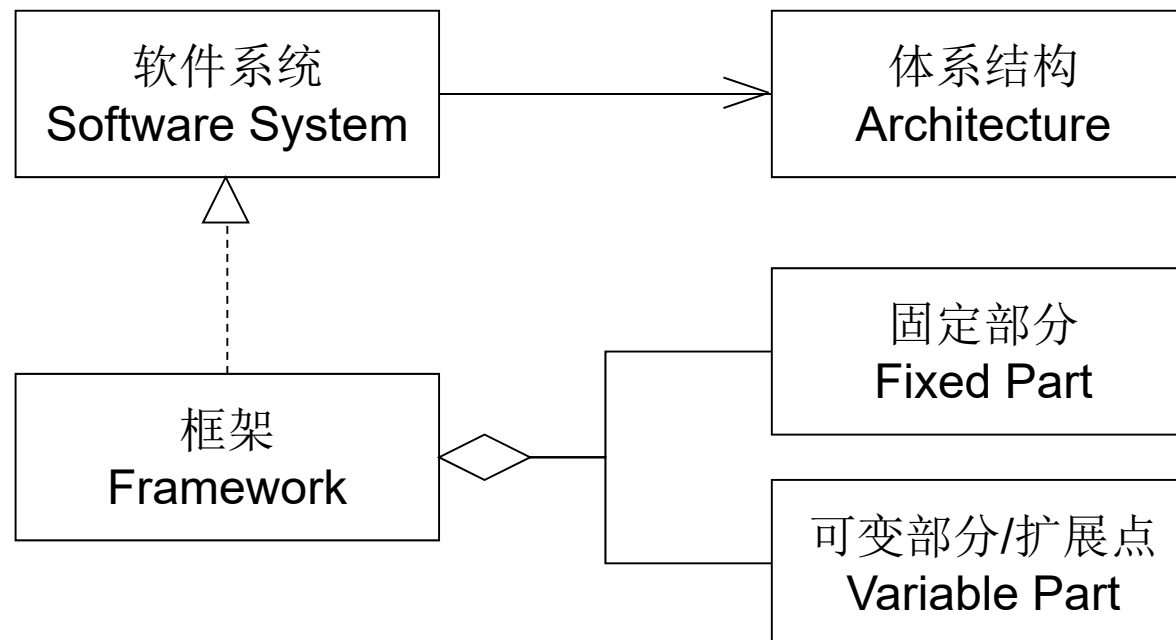 软件系统
Software System
体系结构
Architecture
固定部分
Fixed Part
框架
Framework
可变部分/扩展点
Variable Part